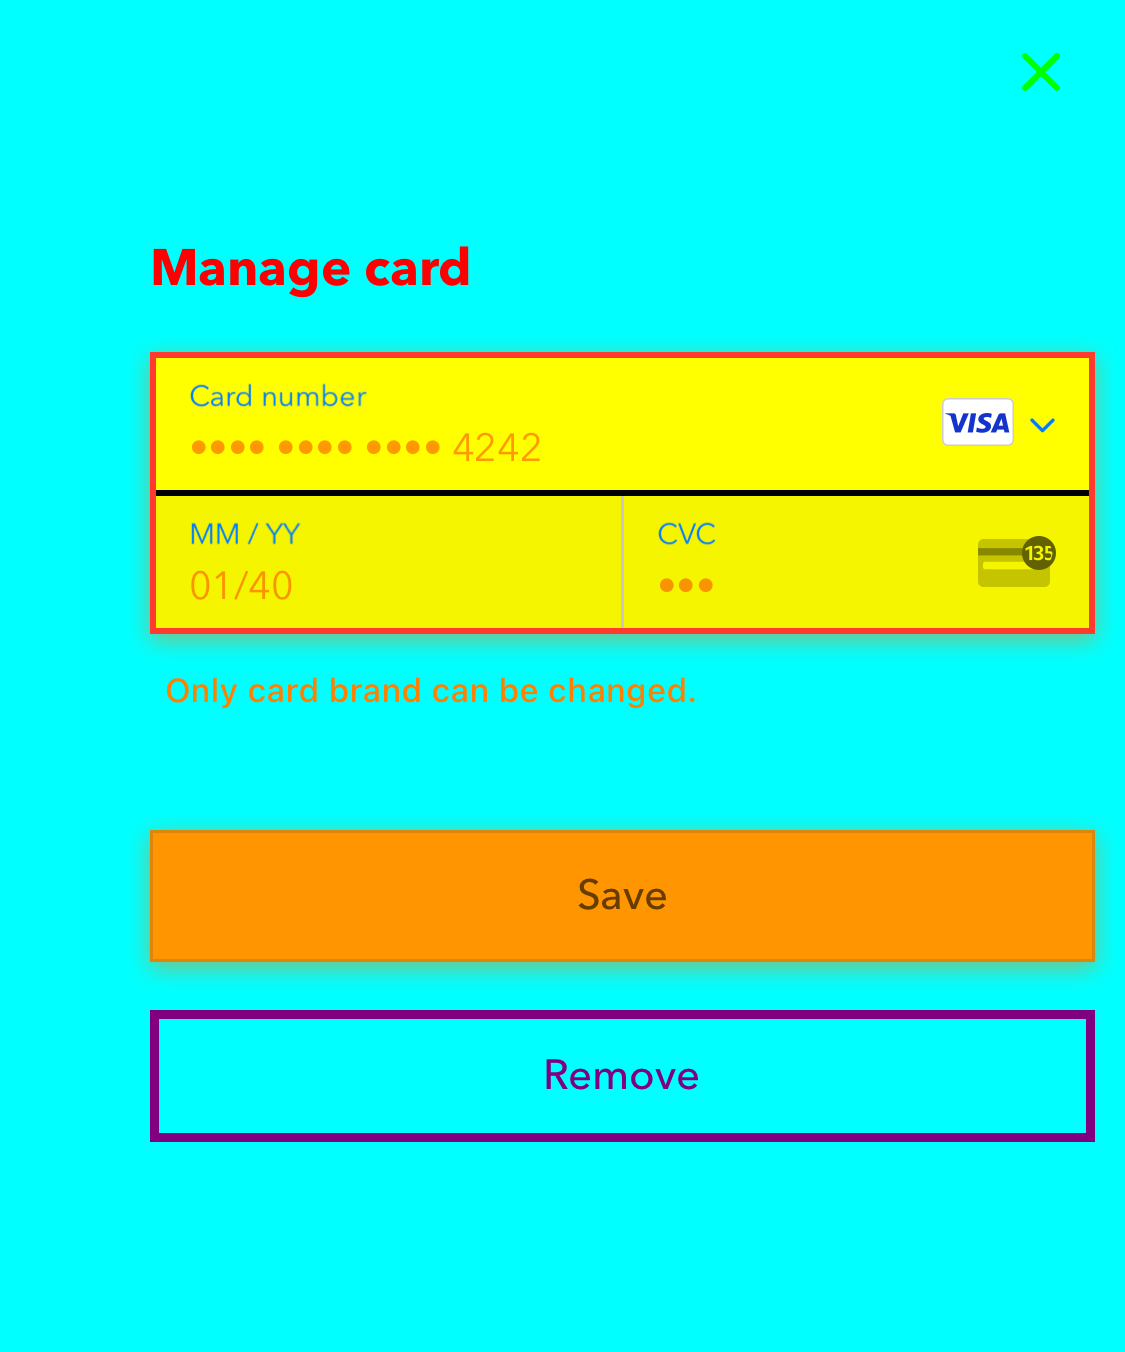 Manage card
Card number
•••• •••• •••• 4242
VISA
MM / YY
01/40
CVC
•••
135
Only card brand can be changed.
Save
Remove